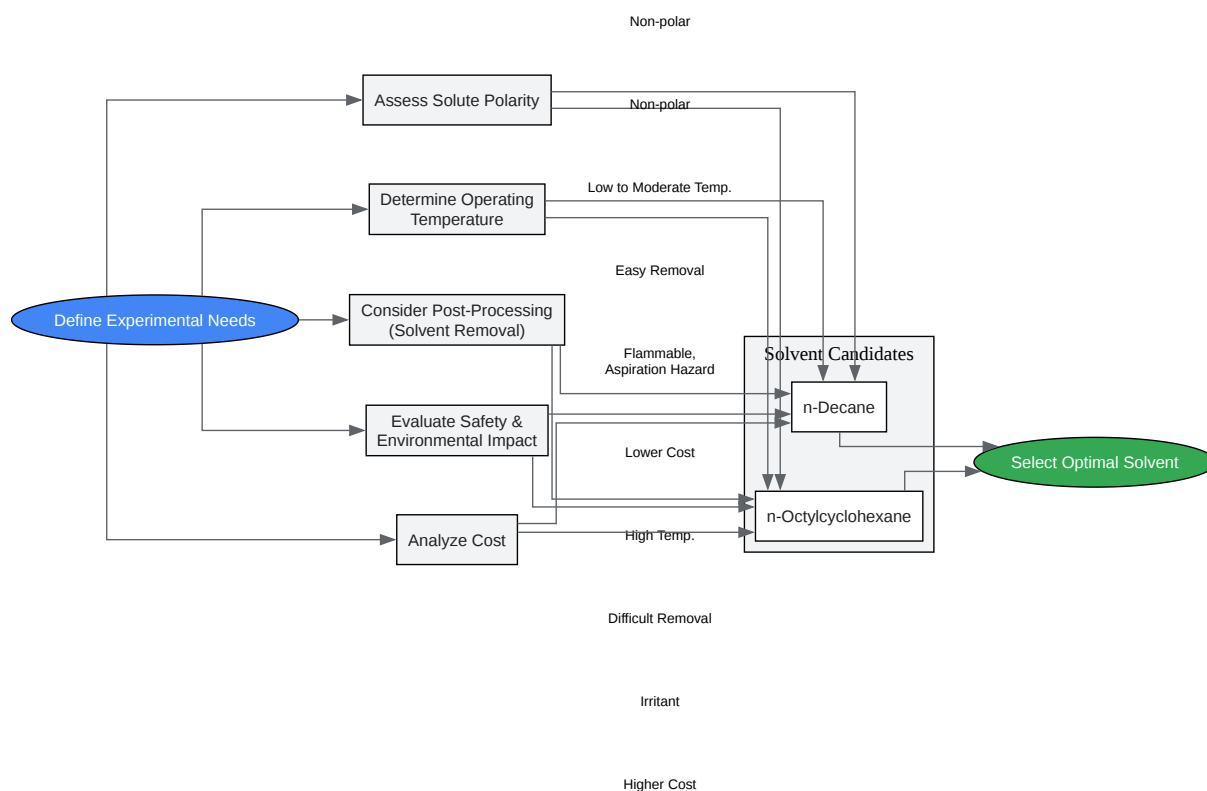 Non-polar
Assess Solute Polarity
Non-polar
Determine Operating
Temperature
Low to Moderate Temp.
Easy Removal
Define Experimental Needs
Consider Post-Processing
(Solvent Removal)
Flammable,
Aspiration Hazard
Solvent Candidates
n-Decane
Evaluate Safety &
Environmental Impact
Lower Cost
Select Optimal Solvent
n-Octylcyclohexane
Analyze Cost
High Temp.
Difficult Removal
Irritant
Higher Cost